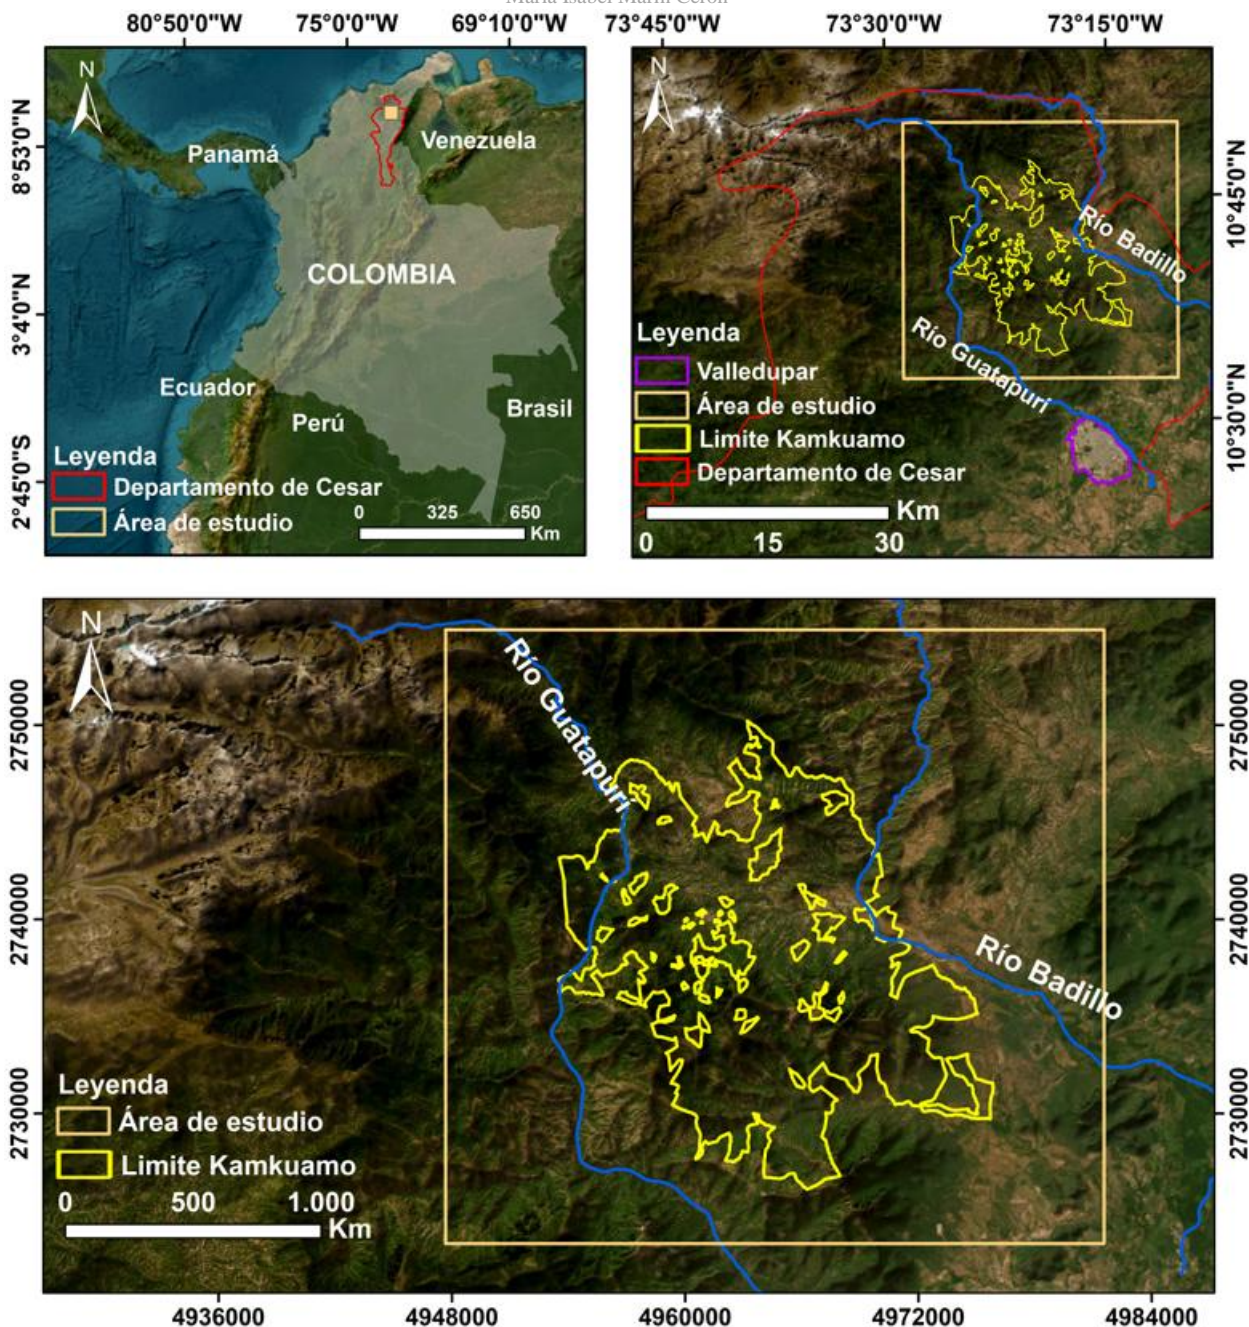 María Isabel Marín Cerón
80°50'0"W 75°0'0"W 69°10'0"W
8°53'0"N
3°4'0"N
2°45'0"S
N
Panamá
Venezuela
COLOMBIA
Ecuador
Perú
Brasil
Leyenda
Departamento de Cesar
Área de estudio
0 325 650
Km
73°45'0"W 73°30'0"W 73°15'0"W
10°45'0"N
10°30'0"N
N
Río Badillo
Río Guatapurí
Leyenda
Valledupar
Área de estudio
Limite Kamkuamo
Departamento de Cesar
Km
0 15 30
N
Río Guatapurí
Río Badillo
2750000 2750000
2740000 2740000
2730000 2730000
Leyenda
Área de estudio
Limite Kamkuamo
0 500 1.000
Km
4936000 4948000 4960000 4972000 4984000